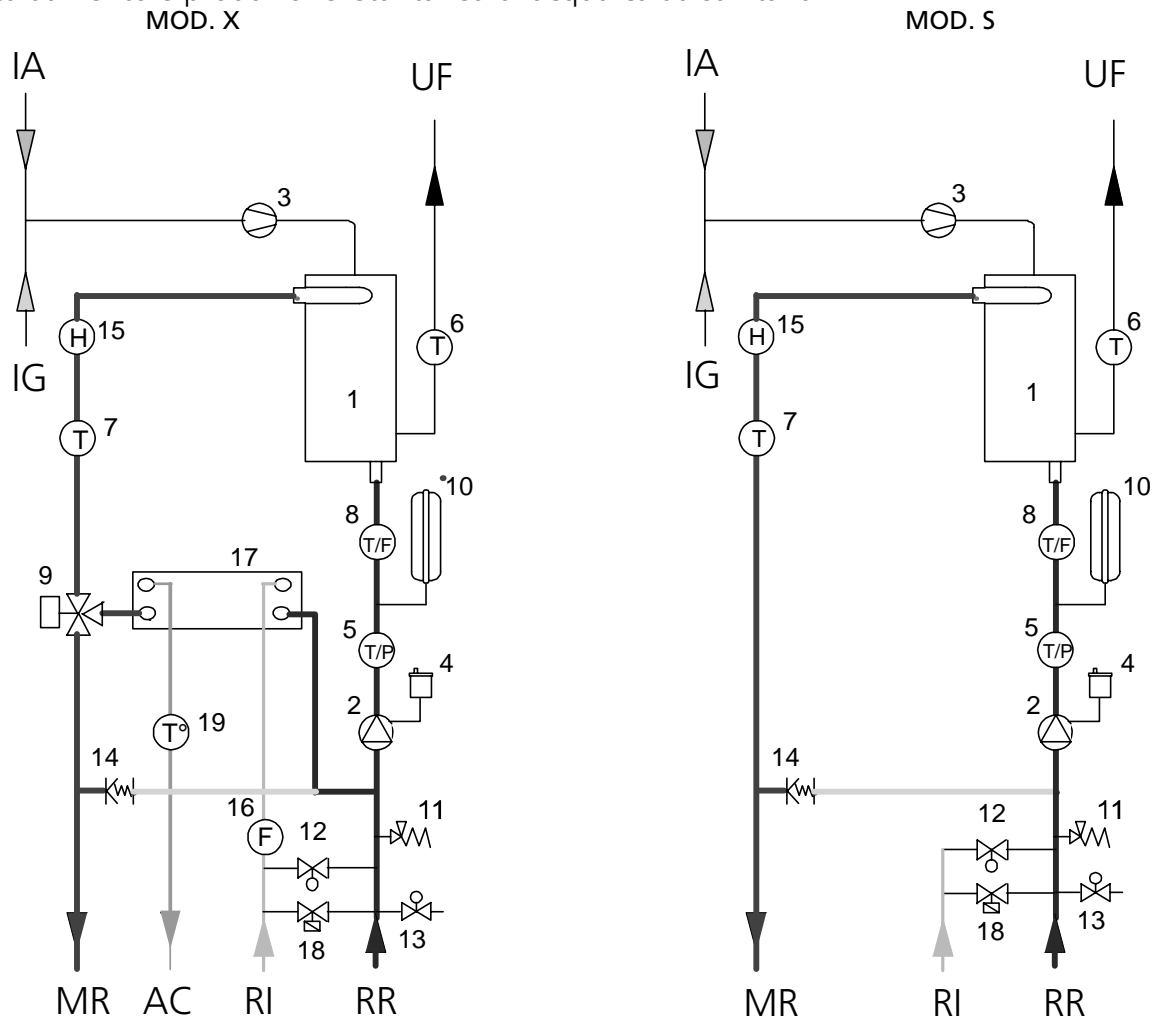 MOD. X
IA
UF
3
15
H
6
T
IG
1
7
T
10
8
T/F
17
9
5
T/P
4
2
T°
19
14
16
F
12
11
18
13
MR
AC
RI
RR
MOD. S
IA
UF
3
15
H
6
T
IG
1
7
T
10
8
T/F
5
T/P
4
2
14
12
11
18
13
MR
RI
RR